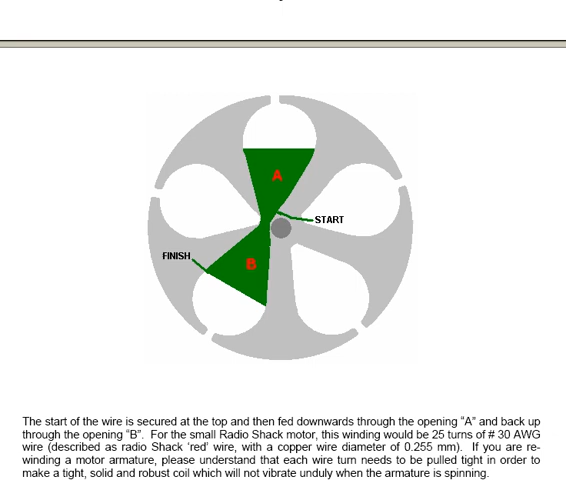 A
START
FINISH
B
The start of the wire is secured at the top and then fed downwards through the opening “A” and back up
through the opening “B”. For the small Radio Shack motor, this winding would be 25 turns of # 30 AWG
wire (described as radio Shack ‘red’ wire, with a copper wire diameter of 0.255 mm). If you are re-
winding a motor armature, please understand that each wire turn needs to be pulled tight in order to
make a tight, solid and robust coil which will not vibrate unduly when the armature is spinning.